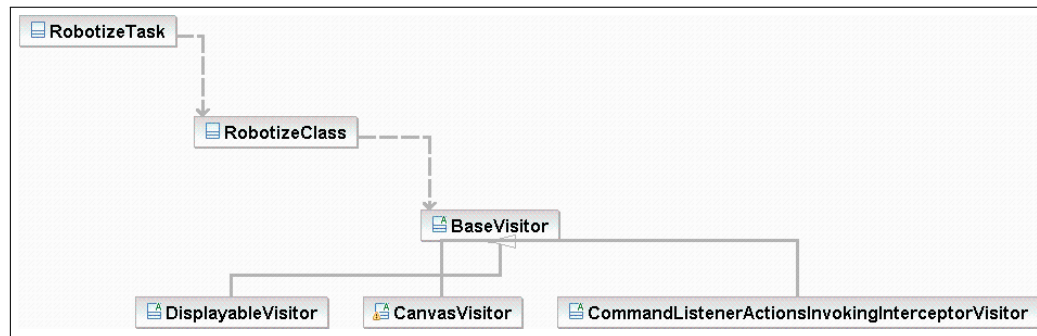 RobotizeTask
RobotizeClass
BaseVisitor
DisplayableVisitor
CanvasVisitor
CommandListenerActionsInvokingInterceptorVisitor